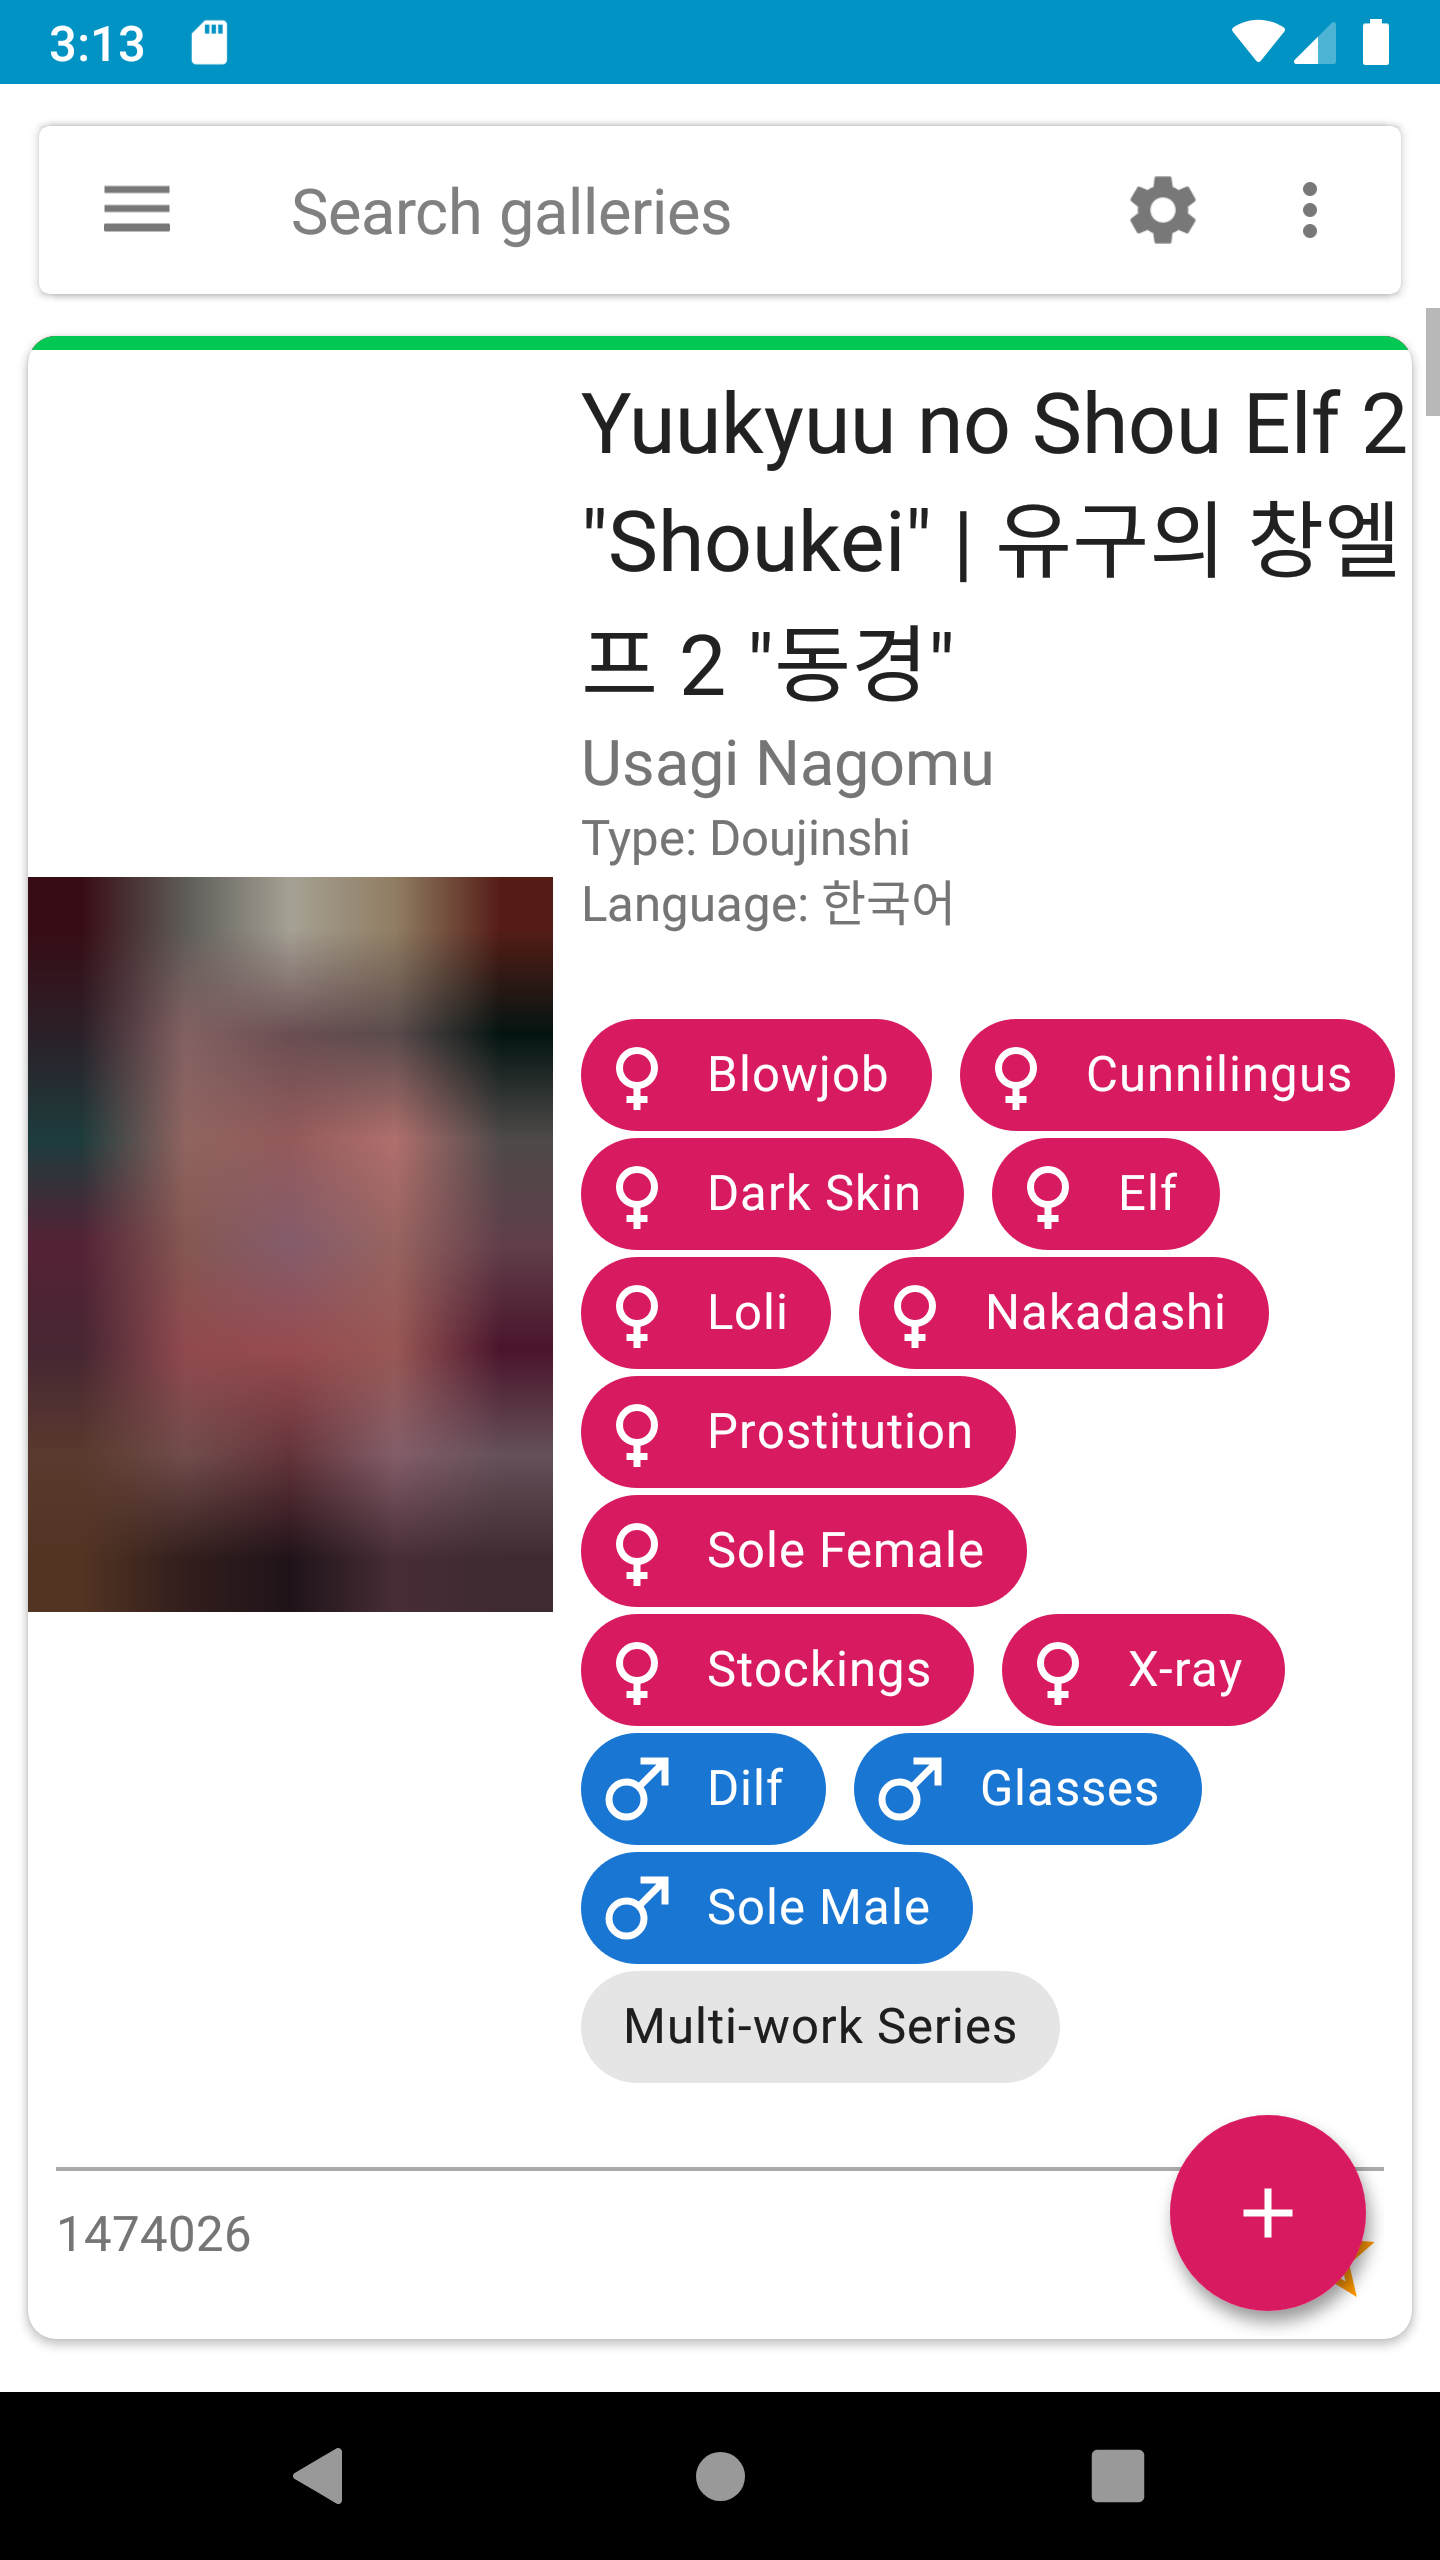 3:13
Search galleries
Yuukyuu no Shou Elf 2
"Shoukei" | 유구의 창엘
프 2 "동경"
Usagi Nagomu
Type: Doujinshi
Language: 한국어
Blowjob Cunnilingus
Dark Skin Elf
Loli Nakadashi
Prostitution
Sole Female
Stockings X-ray
Dilf Glasses
Sole Male
Multi-work Series
1474026